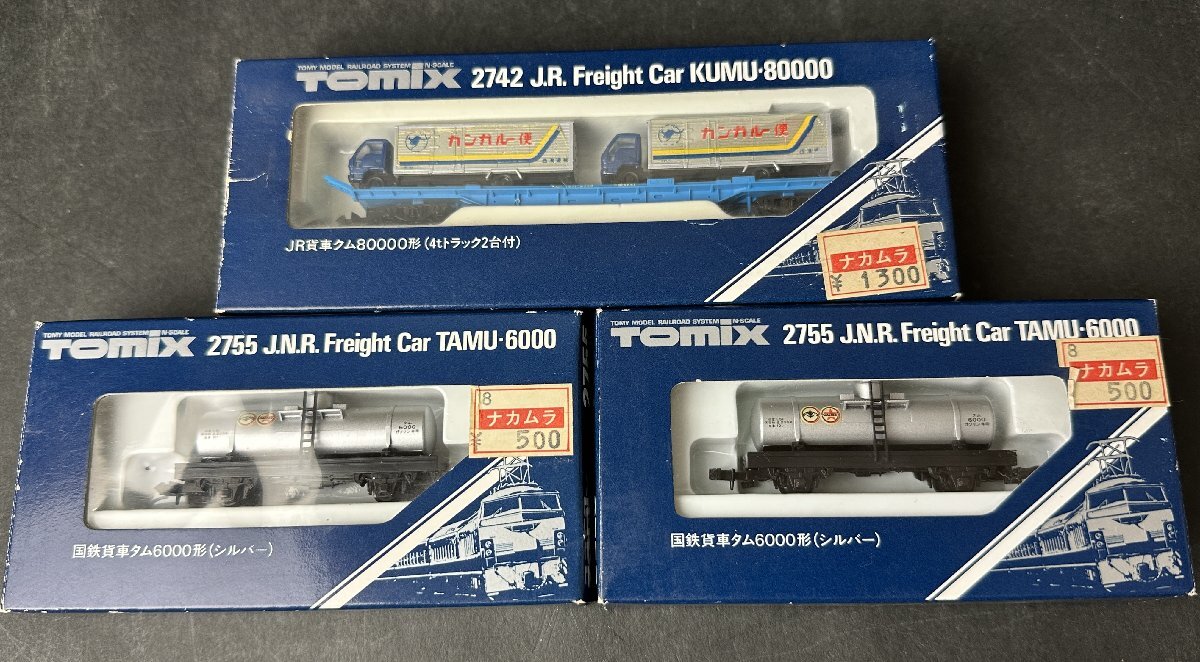 TOMY MODEL RAILROAD SYSTEM N-SCALE
TOMIX 2742 J.R. Freight Car KUMU·80000
カンガルー便
カンガルー便
JR貨車クム80000形(4tトラック2台付)
ナカムラ
¥ 1300
TOMY MODEL RAILROAD SYSTEM N-SCALE
TOMIX 2755 J.N.R. Freight Car TAMU·6000
8
ナカムラ
¥ 500
国鉄貨車タム6000形(シルバー)
2755
TOMY MODEL RAILROAD SYSTEM N-SCALE
TOMIX 2755 J.N.R. Freight Car TAMU·6000
8
ナカムラ
500
タム
6000
国鉄貨車タム6000形(シルバー)